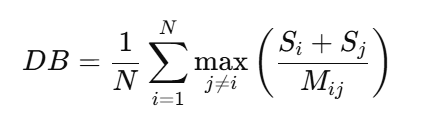 $DB = \frac{1}{N} \sum_{i=1}^{N} \max_{j \neq i} \left( \frac{S_i + S_j}{M_{ij}} \right)$